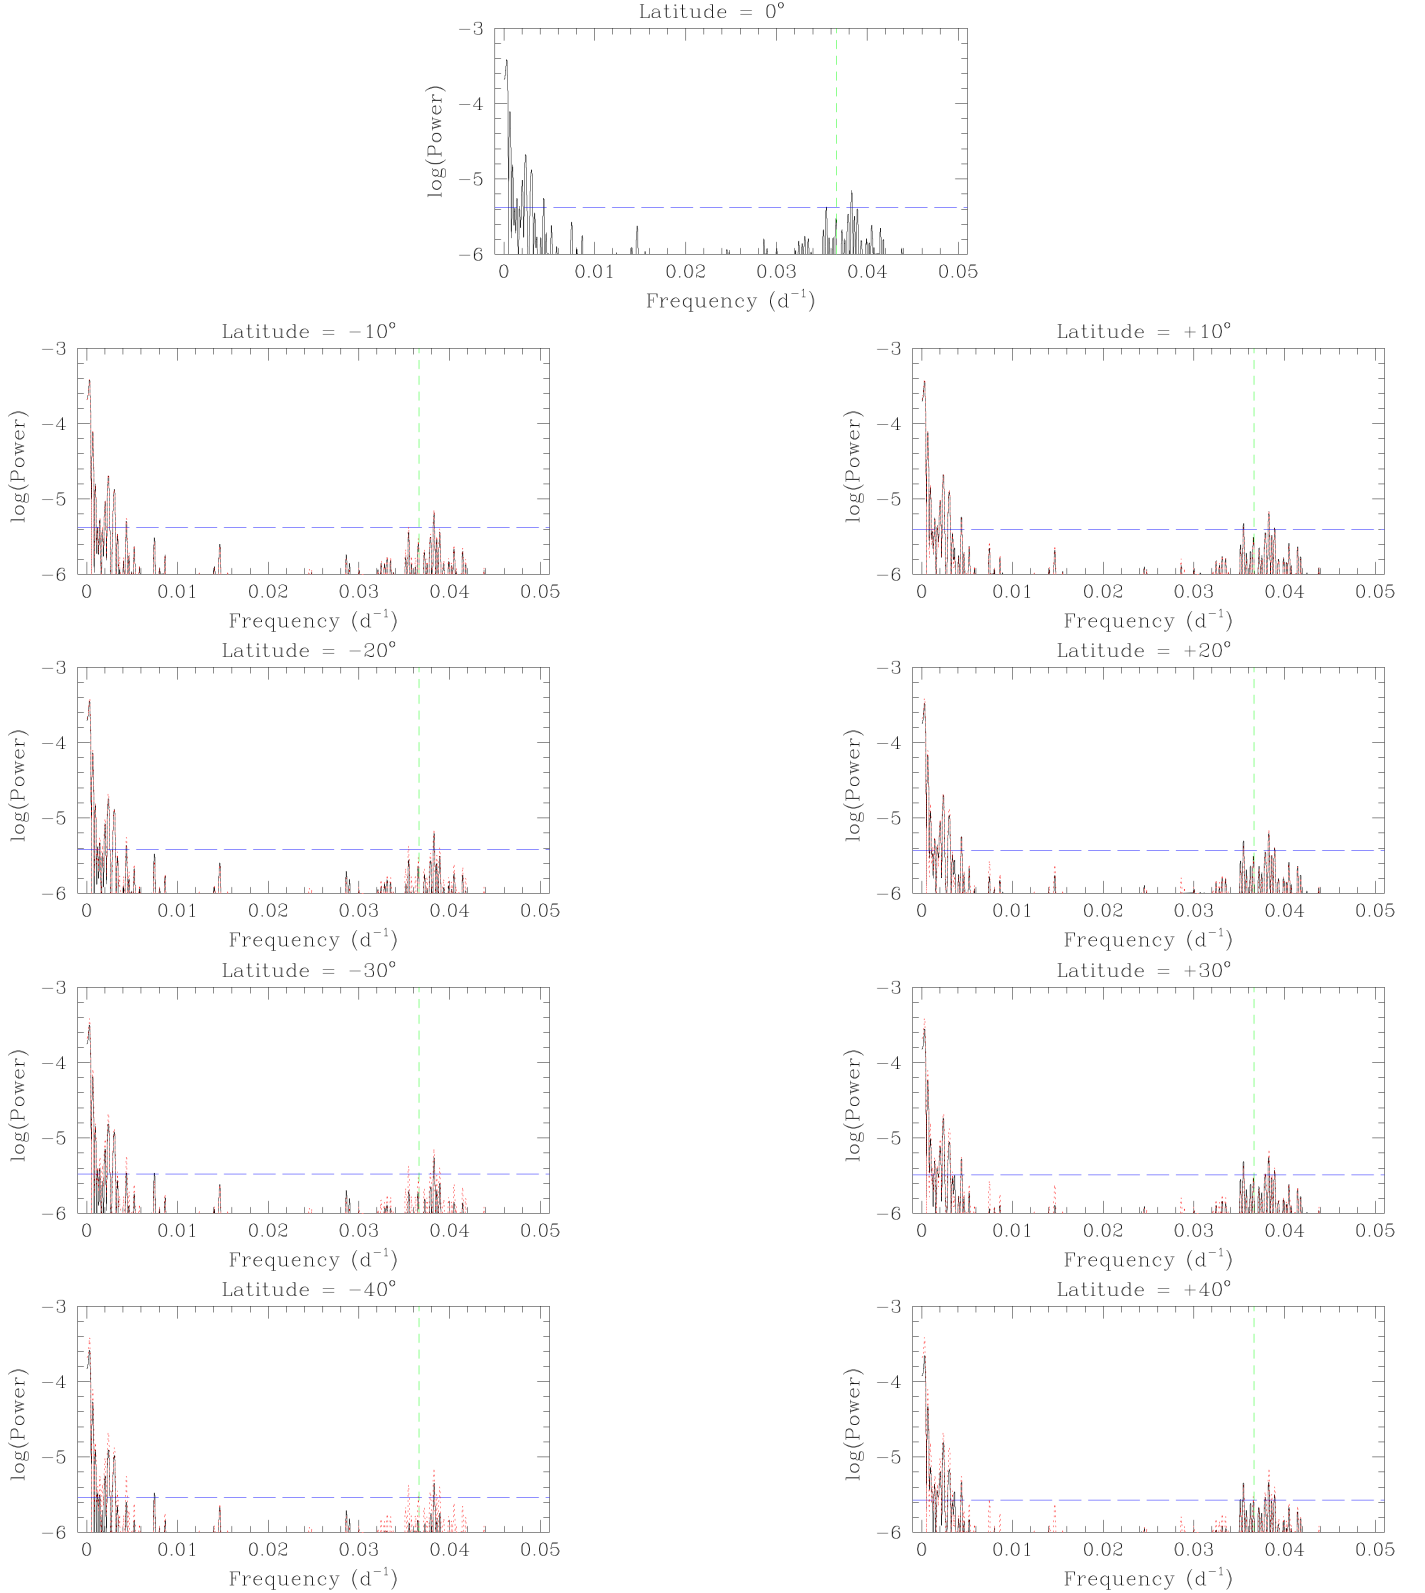 Latitude = 0°
−3
−4
−5
−6
log(Power)
0 0.01 0.02 0.03 0.04 0.05
Frequency (d⁻¹)
Latitude = −10°
−3
−4
−5
−6
log(Power)
0 0.01 0.02 0.03 0.04 0.05
Frequency (d⁻¹)
Latitude = +10°
−3
−4
−5
−6
log(Power)
0 0.01 0.02 0.03 0.04 0.05
Frequency (d⁻¹)
Latitude = −20°
−3
−4
−5
−6
log(Power)
0 0.01 0.02 0.03 0.04 0.05
Frequency (d⁻¹)
Latitude = +20°
−3
−4
−5
−6
log(Power)
0 0.01 0.02 0.03 0.04 0.05
Frequency (d⁻¹)
Latitude = −30°
−3
−4
−5
−6
log(Power)
0 0.01 0.02 0.03 0.04 0.05
Frequency (d⁻¹)
Latitude = +30°
−3
−4
−5
−6
log(Power)
0 0.01 0.02 0.03 0.04 0.05
Frequency (d⁻¹)
Latitude = −40°
−3
−4
−5
−6
log(Power)
0 0.01 0.02 0.03 0.04 0.05
Frequency (d⁻¹)
Latitude = +40°
−3
−4
−5
−6
log(Power)
0 0.01 0.02 0.03 0.04 0.05
Frequency (d⁻¹)